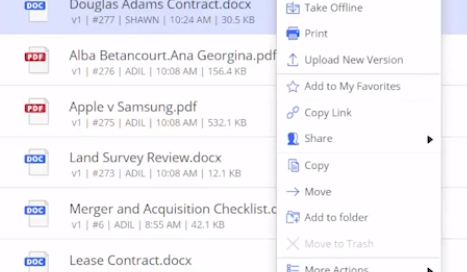 Douglas Adams Contract.docx
v1 | #277 | SHAWN | 10:24 AM | 30.5 KB
Alba Betancourt.Ana Georgina.pdf
v1 | #276 | ADIL | 10:08 AM | 156.4 KB
Apple v Samsung.pdf
v1 | #275 | ADIL | 10:08 AM | 532.1 KB
Land Survey Review.docx
v1 | #273 | ADIL | 10:08 AM | 12.1 KB
Merger and Acquisition Checklist.d
v1 | #6 | ADIL | 8:55 AM | 42.1 KB
Lease Contract.docx
DOC
PDF
PDF
DOC
DOC
DOC
Take Offline
Print
Upload New Version
Add to My Favorites
Copy Link
Share
Copy
Move
Add to folder
Move to Trash
More Actions